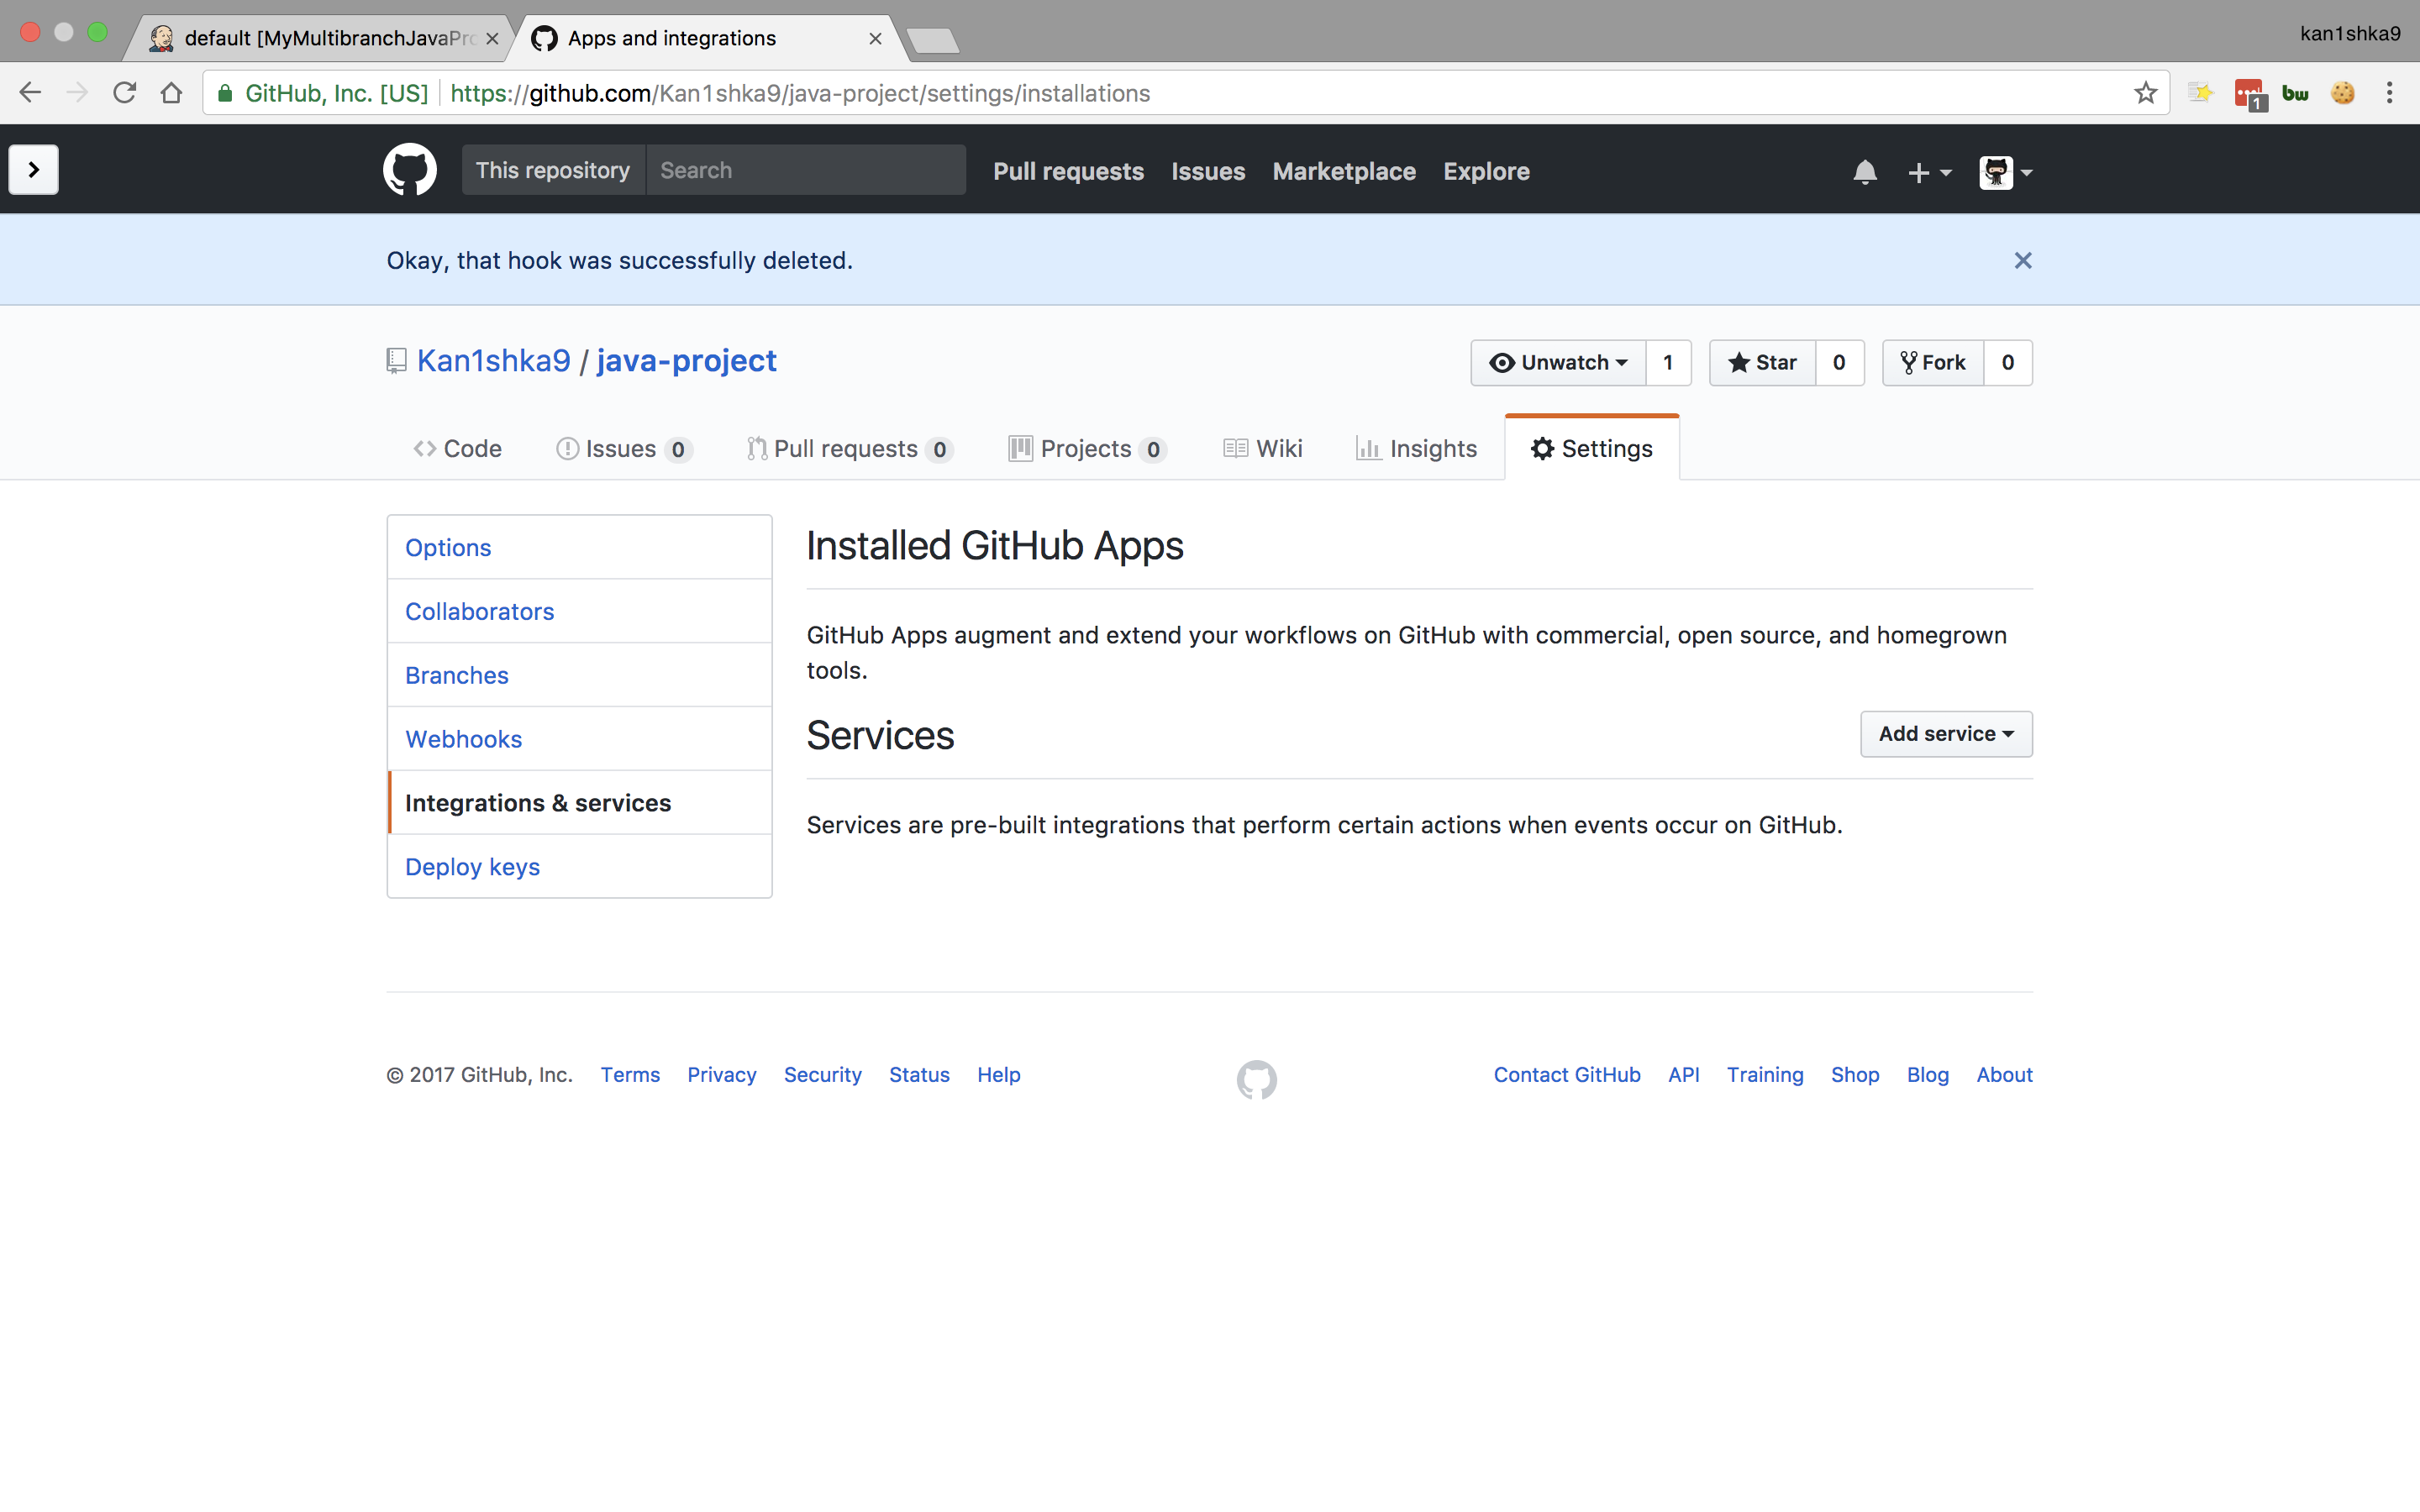 default [MyMultibranchJavaPro
Apps and integrations
kan1shka9
GitHub, Inc. [US]
https://github.com/Kan1shka9/java-project/settings/installations
1
bw
This repository
Search
Pull requests
Issues
Marketplace
Explore
Okay, that hook was successfully deleted.
Kan1shka9 / java-project
Unwatch
1
Star
0
Fork
0
Code
Issues 0
Pull requests 0
Projects 0
Wiki
Insights
Settings
Options
Collaborators
Branches
Webhooks
Integrations & services
Deploy keys
Installed GitHub Apps
GitHub Apps augment and extend your workflows on GitHub with commercial, open source, and homegrown
tools.
Services
Add service
Services are pre-built integrations that perform certain actions when events occur on GitHub.
© 2017 GitHub, Inc.
Terms
Privacy
Security
Status
Help
Contact GitHub
API
Training
Shop
Blog
About